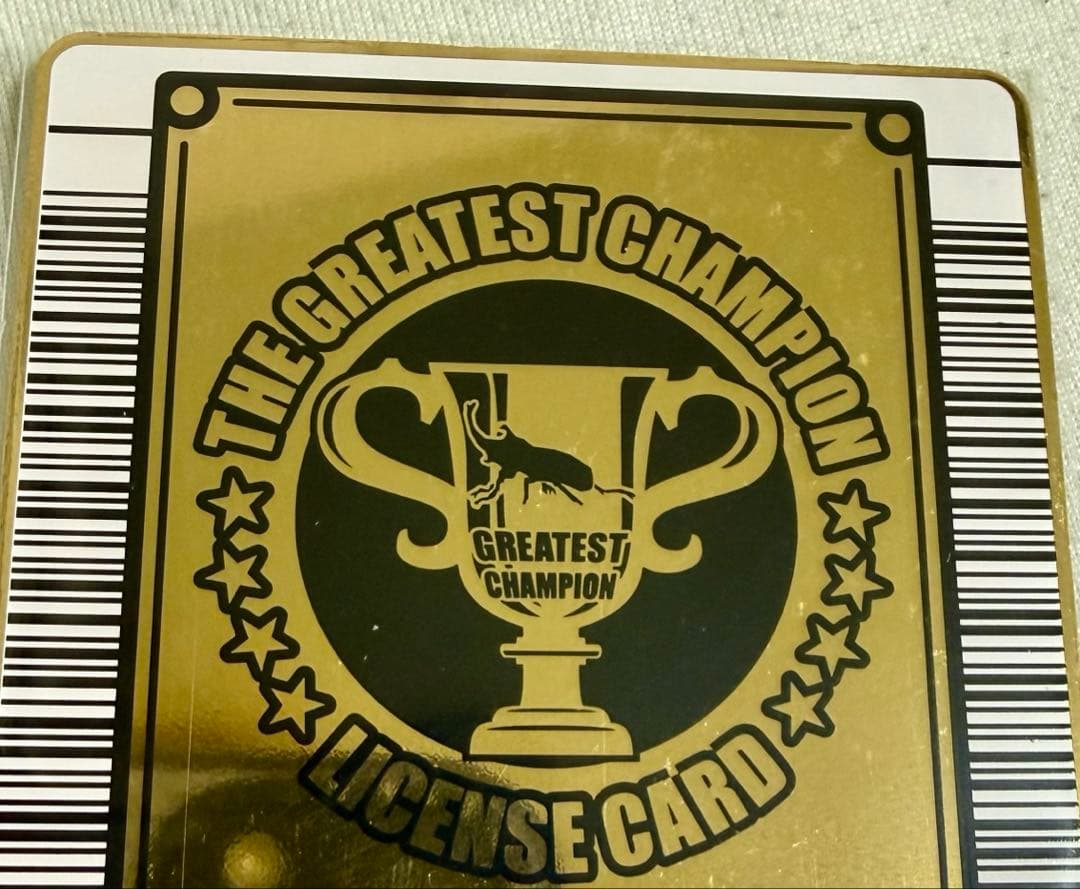 THE GREATEST CHAMPION
GREATEST
CHAMPION
LICENSE CARD